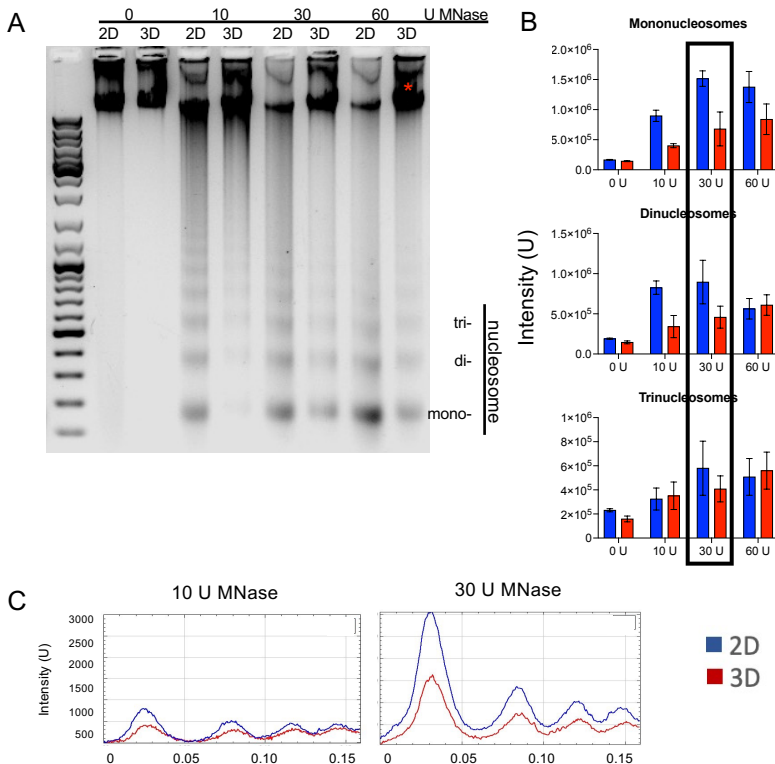 A
0 10 30 60 U MNase
2D 3D 2D 3D 2D 3D 2D 3D
*
tri-
di-
mono-
nucleosome
B
Intensity (U)
Mononucleosomes
2.0×10⁶
1.5×10⁶
1.0×10⁶
5.0×10⁵
0.0
0 U 10 U 30 U 60 U
Dinucleosomes
1.5×10⁶
1.0×10⁶
5.0×10⁵
0.0
0 U 10 U 30 U 60 U
Trinucleosomes
1×10⁶
8×10⁵
6×10⁵
4×10⁵
2×10⁵
0
0 U 10 U 30 U 60 U
C
10 U MNase
Intensity (U)
3000
2500
2000
1500
1000
500
0 0.05 0.10 0.15
30 U MNase
0 0.05 0.10 0.15
2D
3D